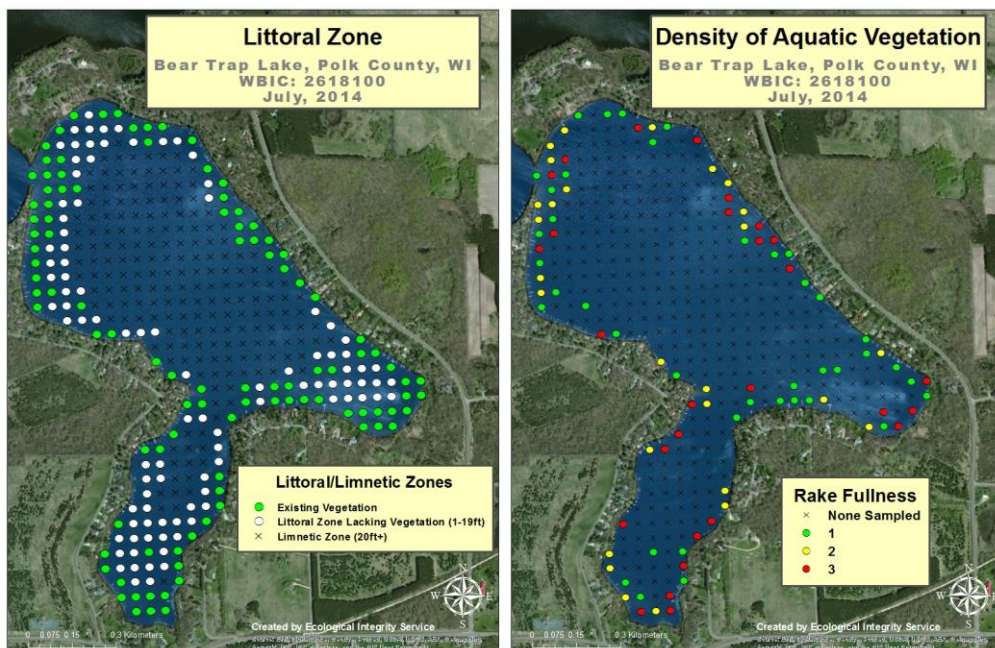 Littoral Zone
Bear Trap Lake, Polk County, WI
WBIC: 2618100
July, 2014
Littoral/Limnetic Zones
Existing Vegetation
Littoral Zone Lacking Vegetation (1-19ft)
Limnetic Zone (20ft+)
N
W E
S
0 0.075 0.15 0.3 Kilometers
Created by Ecological Integrity Service
Density of Aquatic Vegetation
Bear Trap Lake, Polk County, WI
WBIC: 2618100
July, 2014
Rake Fullness
None Sampled
1
2
3
N
W E
S
0 0.075 0.15 0.3 Kilometers
Created by Ecological Integrity Service